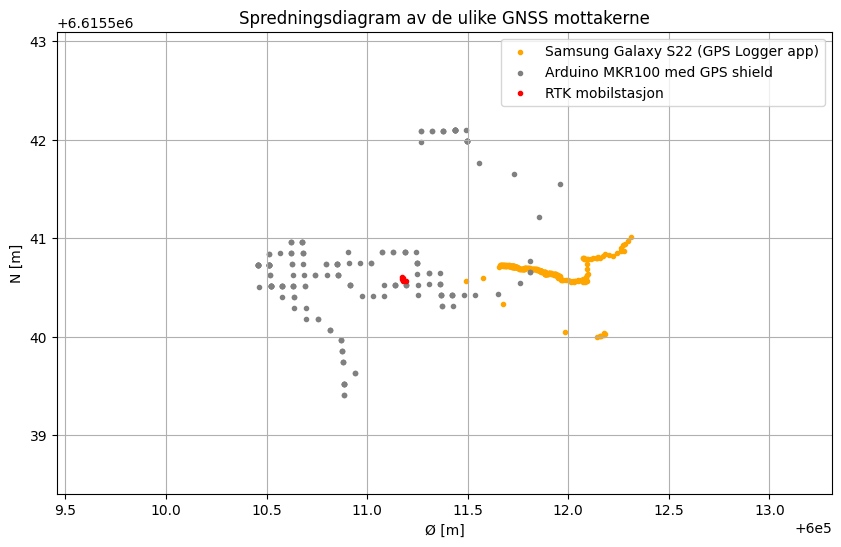 Spredningsdiagram av de ulike GNSS mottakerne
+6.6155e6
Samsung Galaxy S22 (GPS Logger app)
Arduino MKR100 med GPS shield
RTK mobilstasjon
43
42
41
40
39
N [m]
9.5 10.0 10.5 11.0 11.5 12.0 12.5 13.0
+6e5
Ø [m]